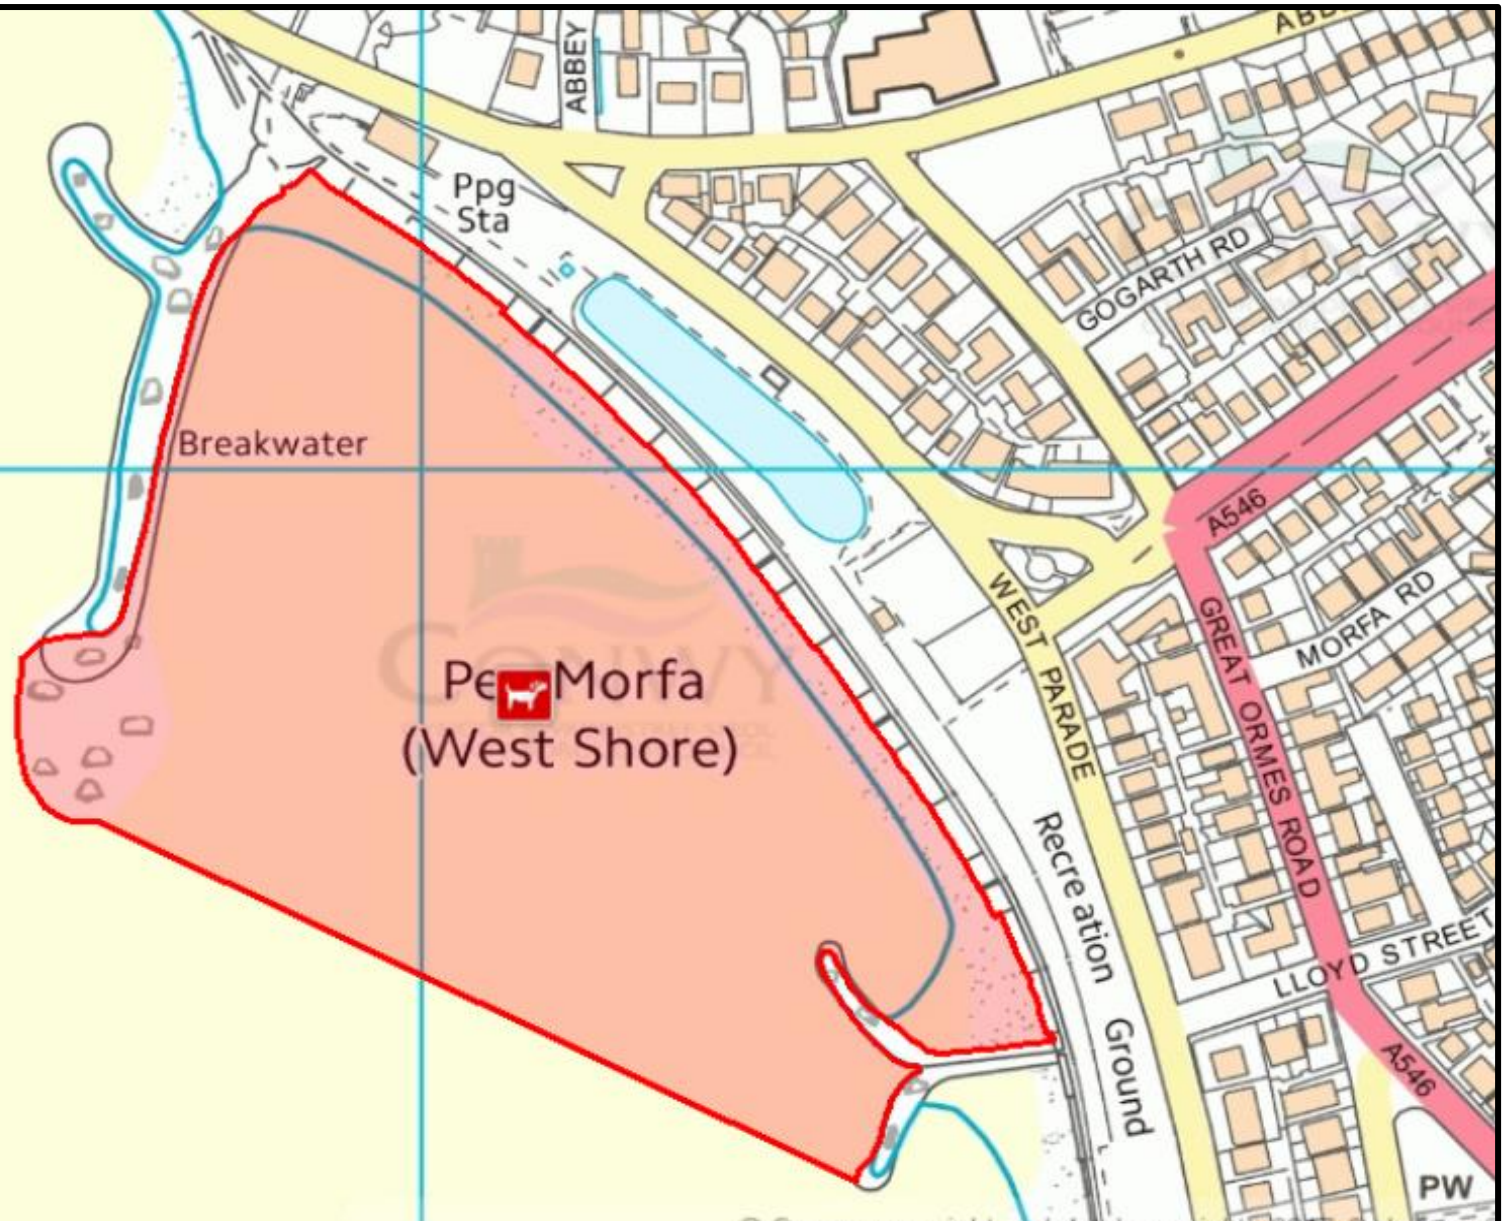 ABBEY
Ppg
Sta
GOGARTH RD
Breakwater
A546
WEST PARADE
GREAT ORMES ROAD
MORFA RD
CONWY
Morfa
(West Shore)
Recreation
Ground
LLOYD STREET
A546
PW